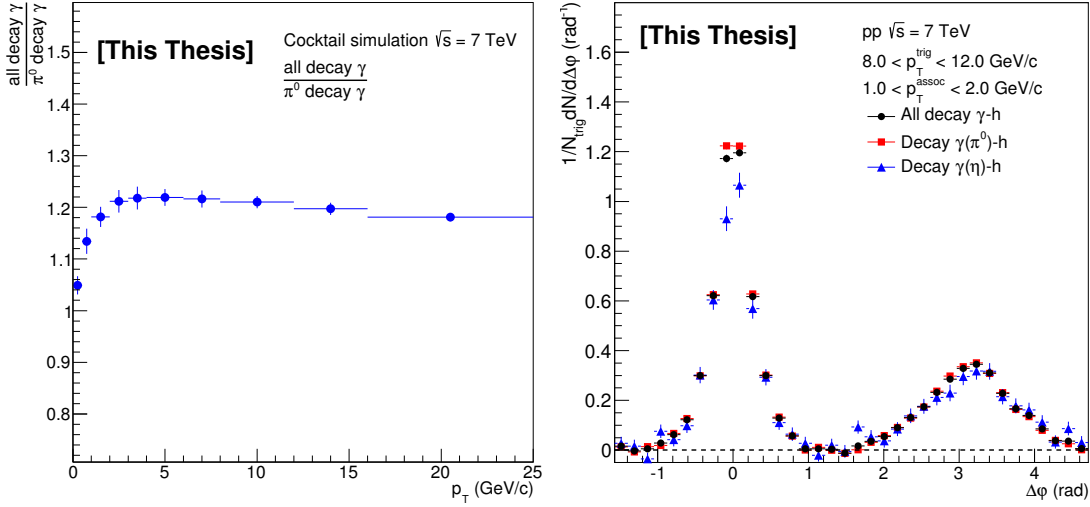 all decay γ
π⁰ decay γ
[This Thesis]
Cocktail simulation √s = 7 TeV
all decay γ
π⁰ decay γ
1.5
1.4
1.3
1.2
1.1
1
0.9
0.8
0 5 10 15 20 25
p_T (GeV/c)
1/N_trig dN/dΔφ (rad⁻¹)
[This Thesis]
pp √s = 7 TeV
8.0 < p_T^trig < 12.0 GeV/c
1.0 < p_T^assoc < 2.0 GeV/c
All decay γ-h
Decay γ(π⁰)-h
Decay γ(η)-h
1.6
1.4
1.2
1
0.8
0.6
0.4
0.2
0
-1 0 1 2 3 4
Δφ (rad)